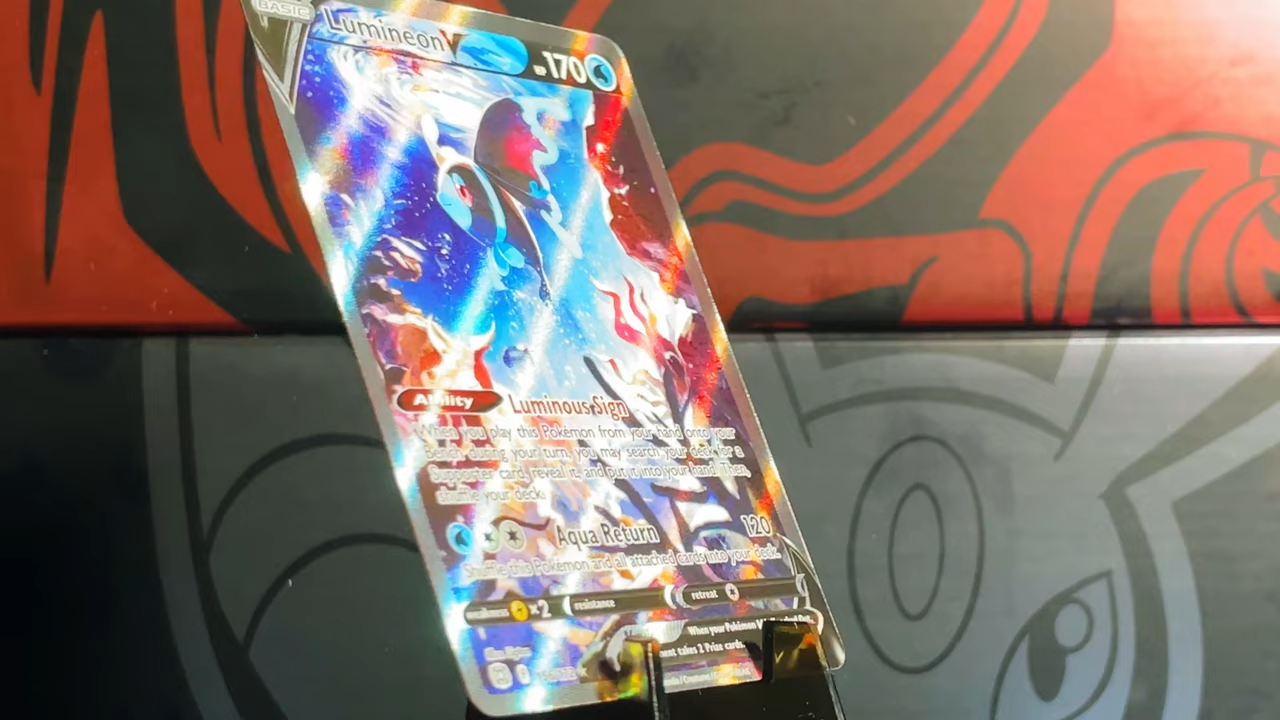 BASIC
Lumineon V
HP 170
Ability Luminous Sign
When you play this Pokémon from your hand onto your
Bench during your turn, you may search your deck for a
Supporter card, reveal it, and put it into your hand. Then,
shuffle your deck.
Aqua Return 120
Shuffle this Pokémon and all attached cards into your deck.
weakness ×2 resistance retreat
When your Pokémon V
takes 2 Prize cards.